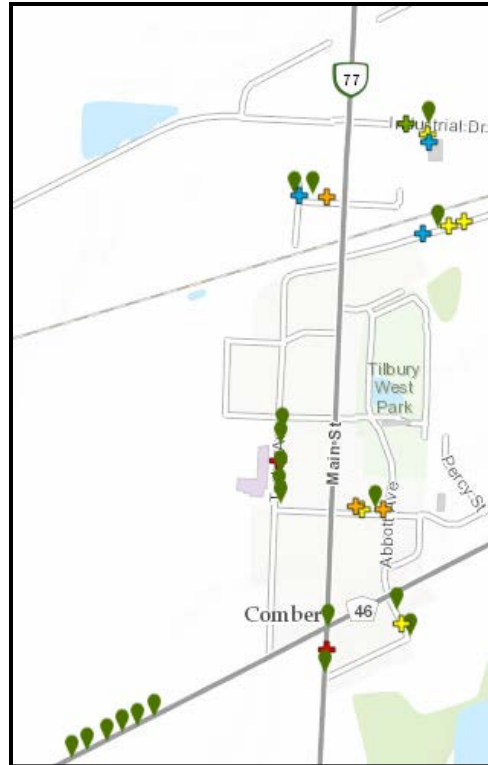 77
Industrial Dr.
Tilbury
West
Park
Main St
Percy St
Abbott Ave
Comber
46